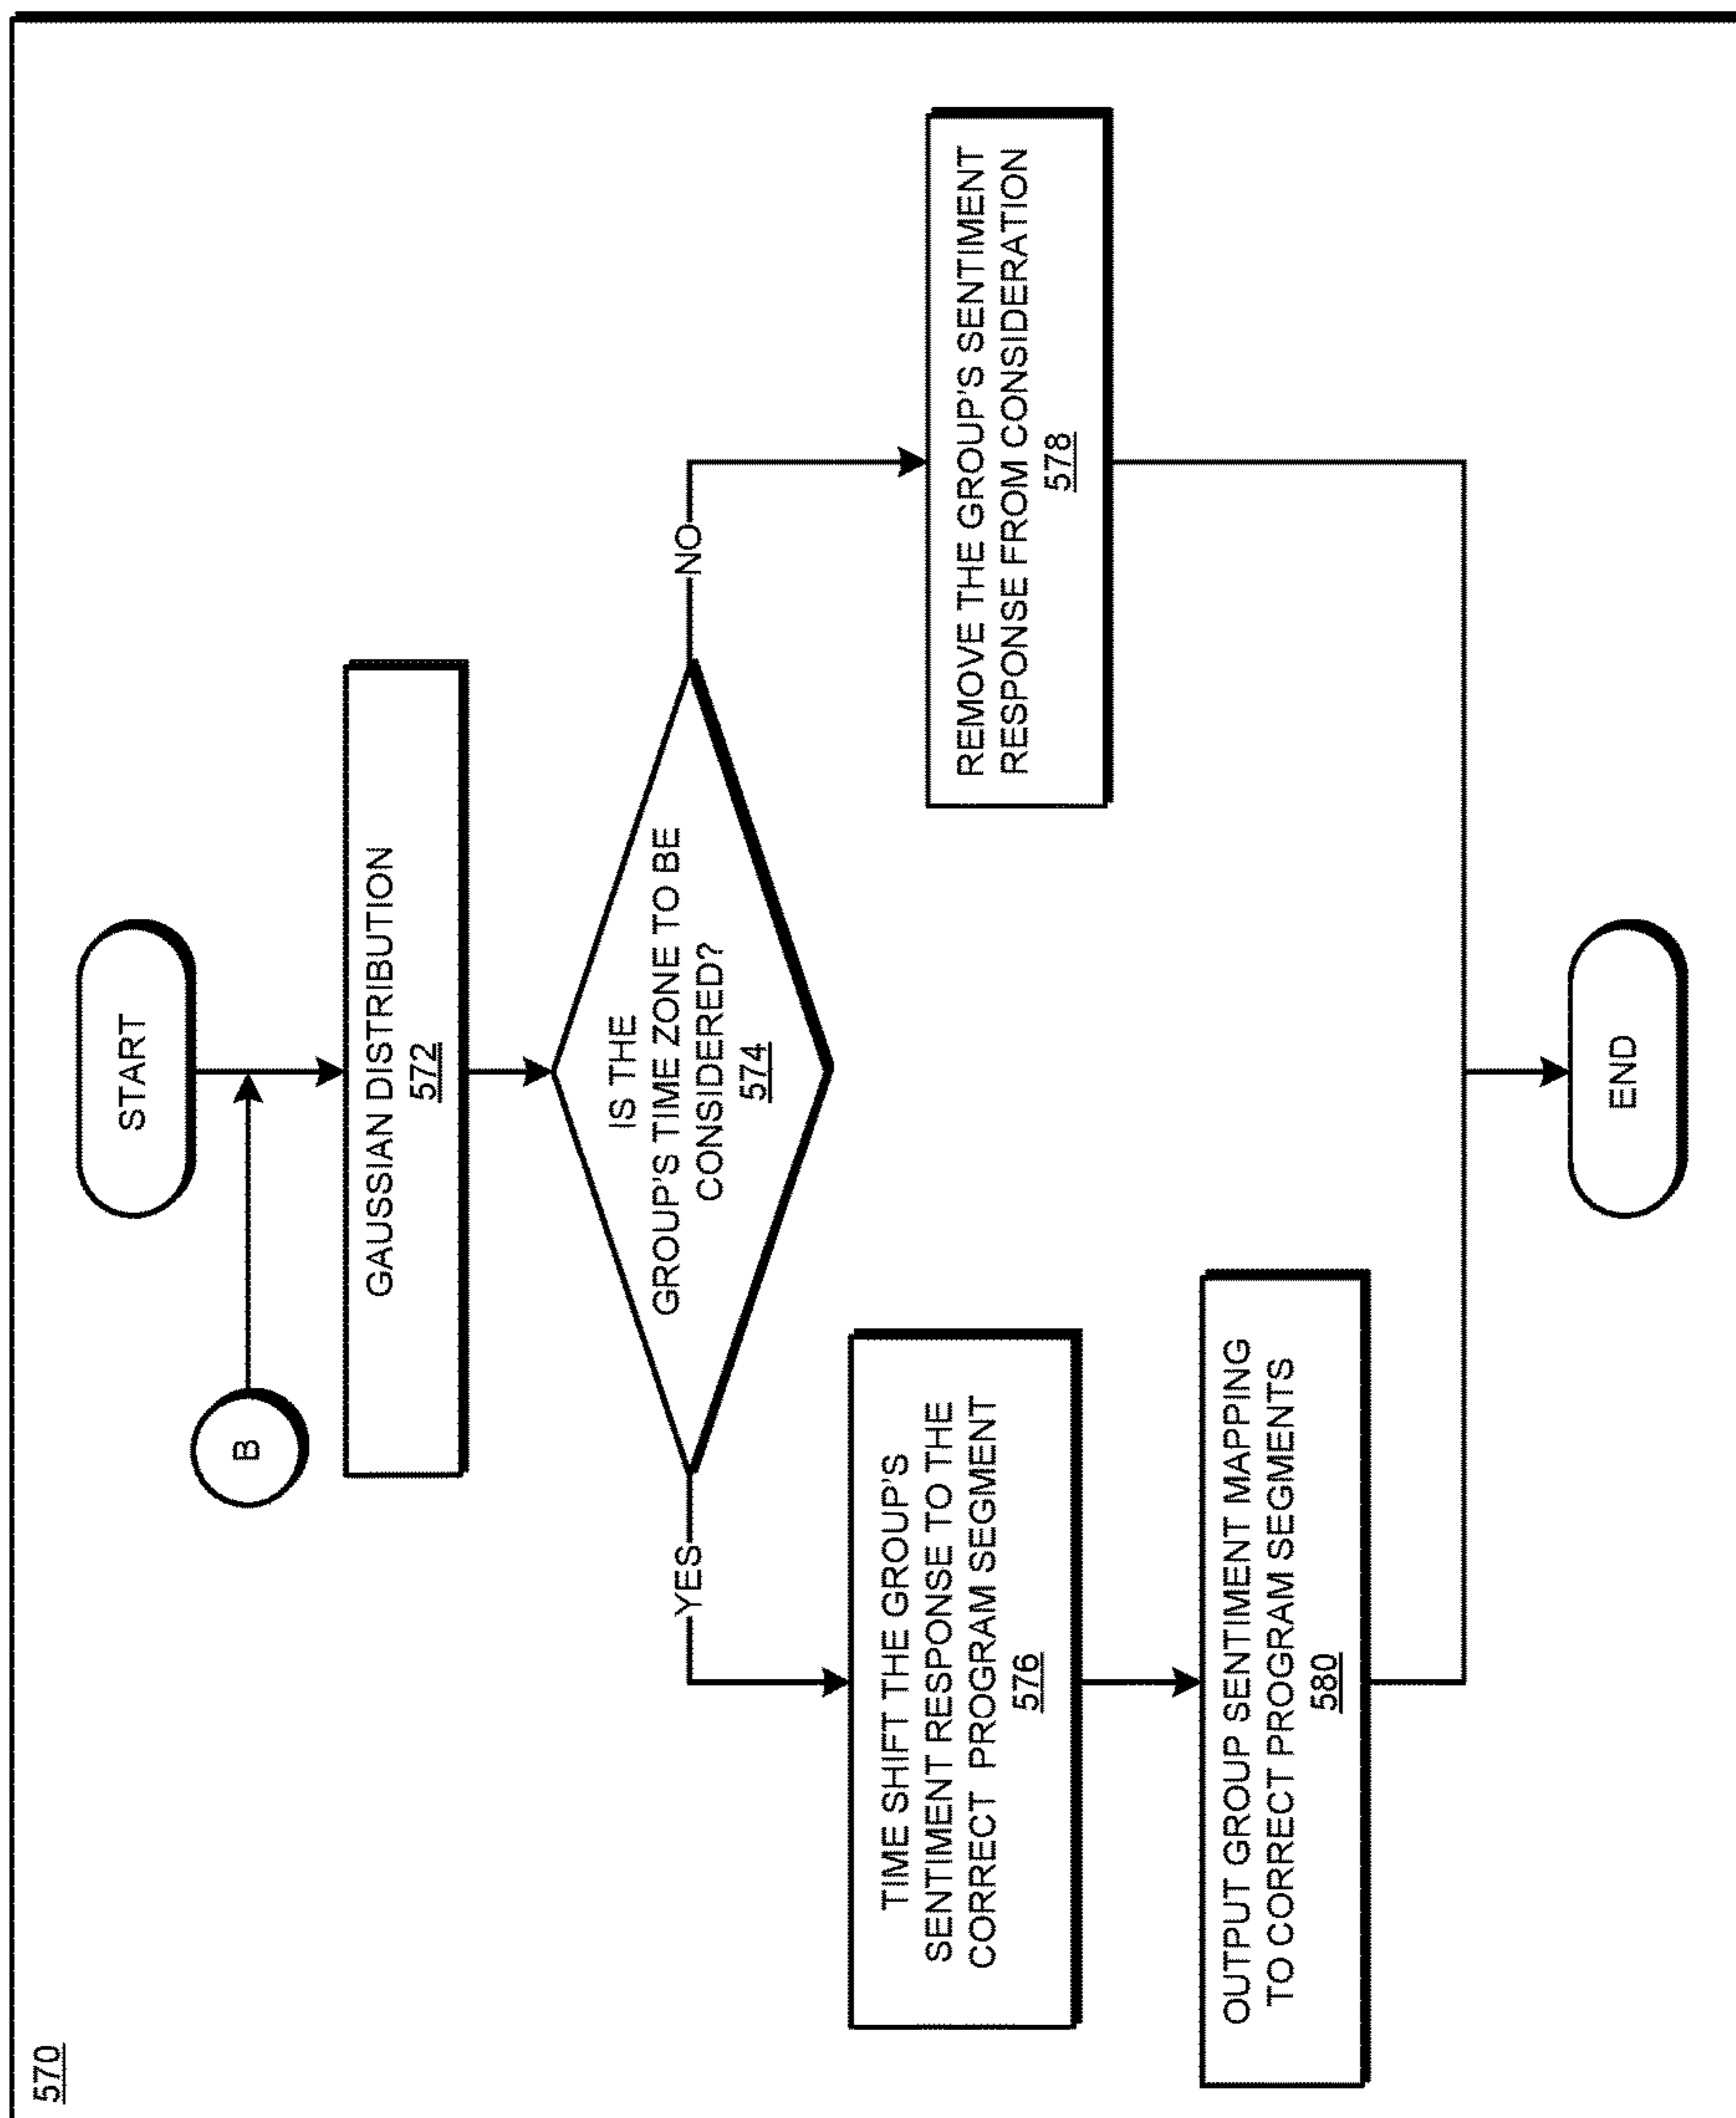 570
START
B
GAUSSIAN DISTRIBUTION
572
IS THE
GROUP'S TIME ZONE TO BE
CONSIDERED?
574
YES
NO
TIME SHIFT THE GROUP'S
SENTIMENT RESPONSE TO THE
CORRECT PROGRAM SEGMENT
576
REMOVE THE GROUP'S SENTIMENT
RESPONSE FROM CONSIDERATION
578
OUTPUT GROUP SENTIMENT MAPPING
TO CORRECT PROGRAM SEGMENTS
580
END